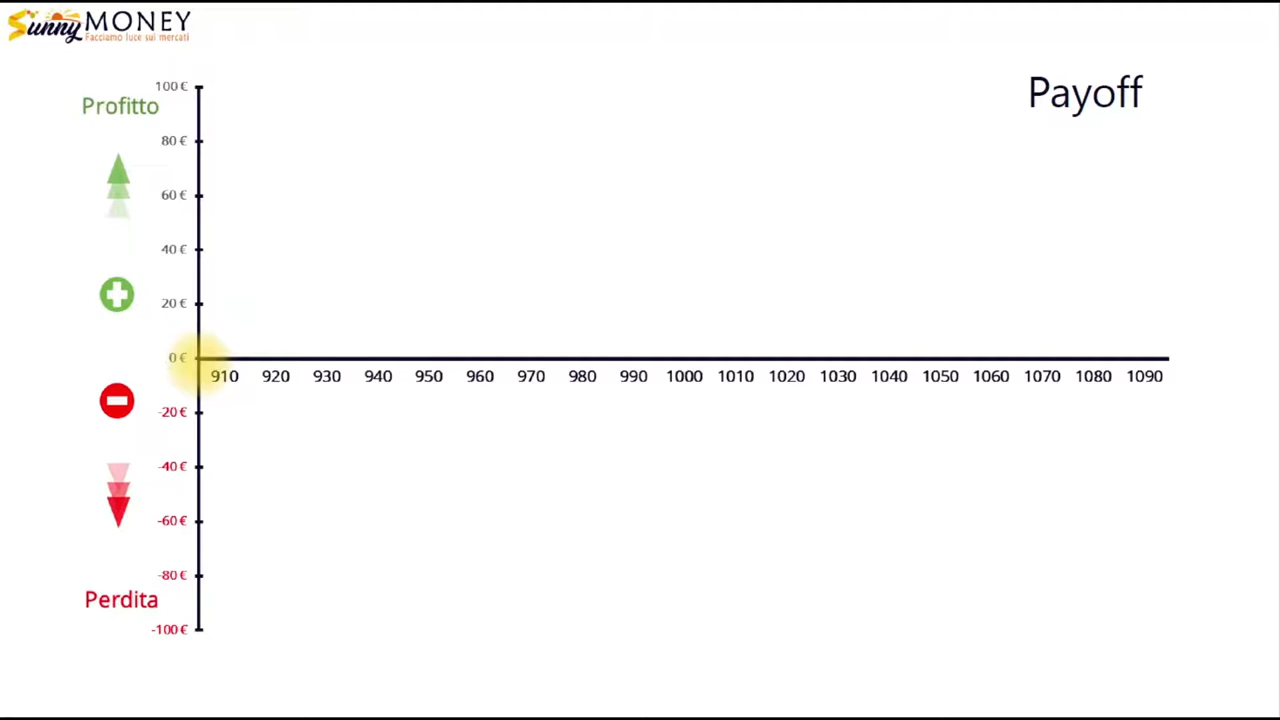 Sunny MONEY
Facciamo luce sui mercati
Payoff
Profitto
100 €
80 €
60 €
40 €
20 €
0 €
910 920 930 940 950 960 970 980 990 1000 1010 1020 1030 1040 1050 1060 1070 1080 1090
-20 €
-40 €
-60 €
-80 €
Perdita
-100 €